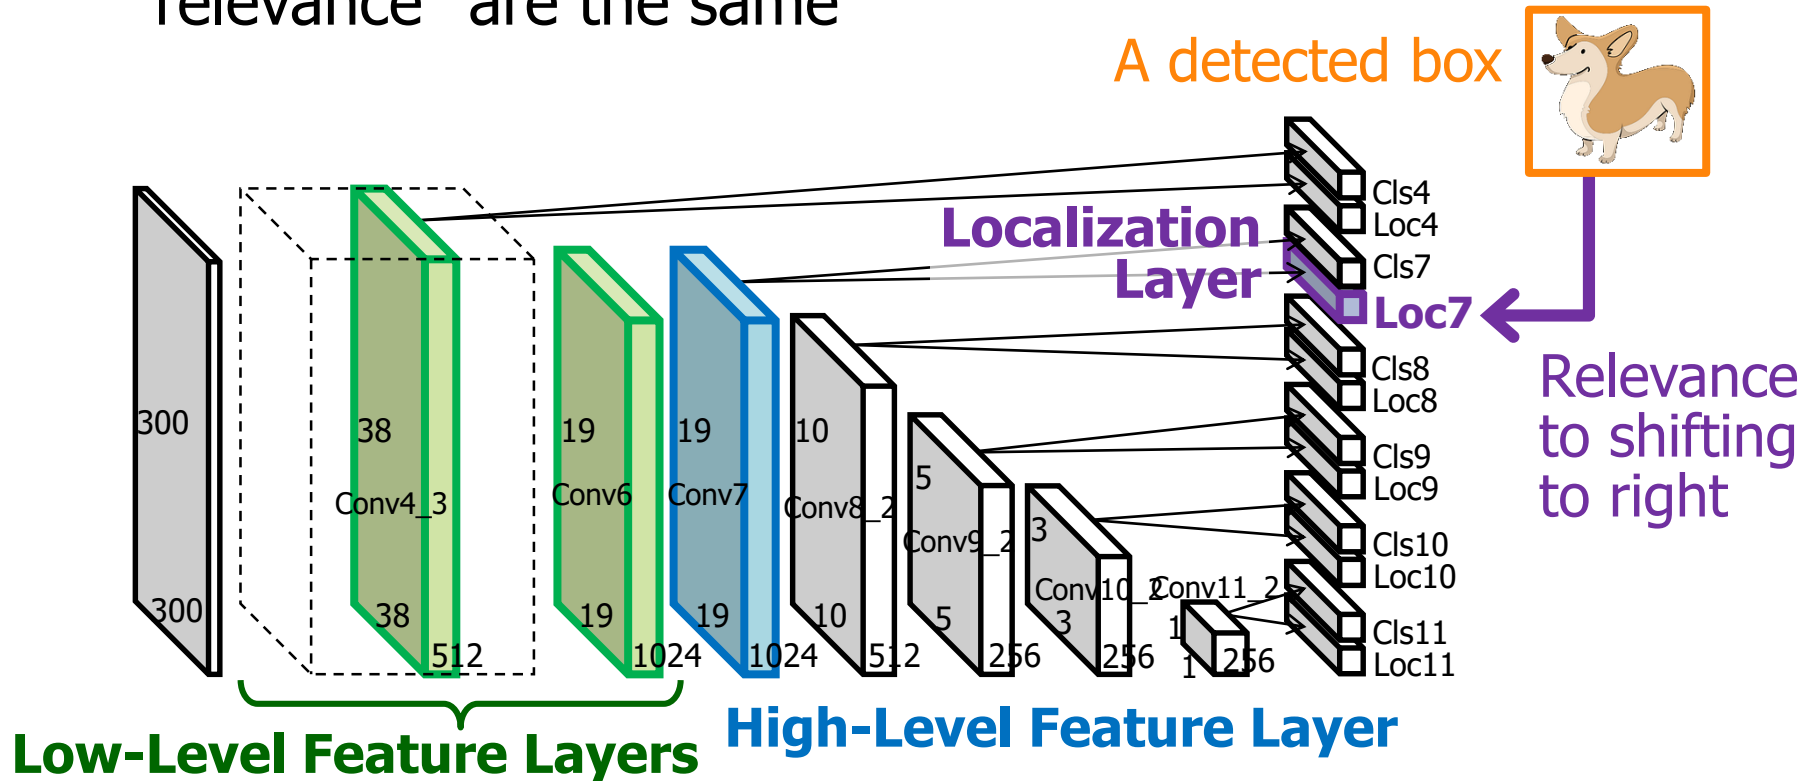 relevance" are the same
A detected box
Cls4
Loc4
Localization
Layer
Cls7
Loc7
Cls8
Loc8
Cls9
Loc9
Cls10
Loc10
Cls11
Loc11
Relevance
to shifting
to right
300
300
38
Conv4_3
38
512
19
Conv6
19
1024
19
Conv7
19
1024
10
Conv8_2
10
512
5
Conv9_2
5
256
3
Conv10_2
3
256
Conv11_2
1
1
256
Low-Level Feature Layers
High-Level Feature Layer